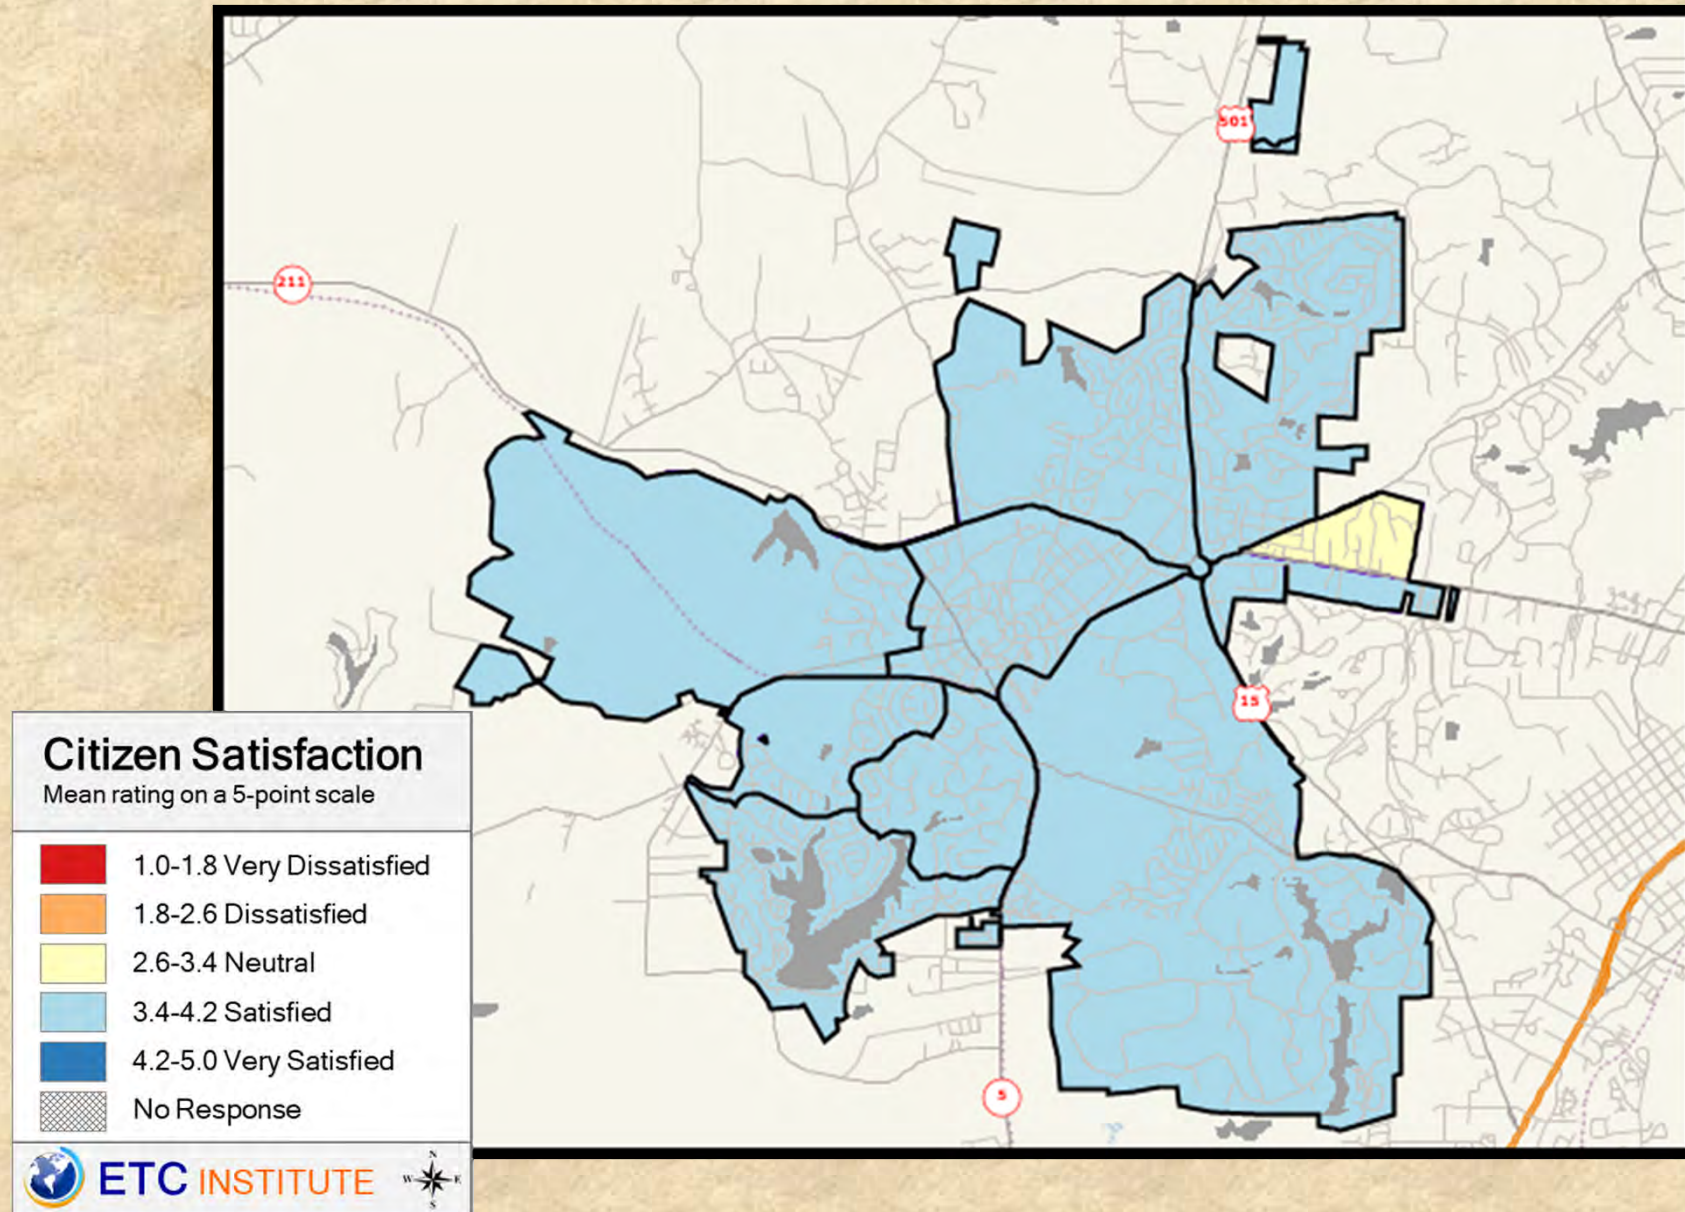 501
211
15
5
Citizen Satisfaction
Mean rating on a 5-point scale
1.0-1.8 Very Dissatisfied
1.8-2.6 Dissatisfied
2.6-3.4 Neutral
3.4-4.2 Satisfied
4.2-5.0 Very Satisfied
No Response
ETC INSTITUTE
N
W E
S